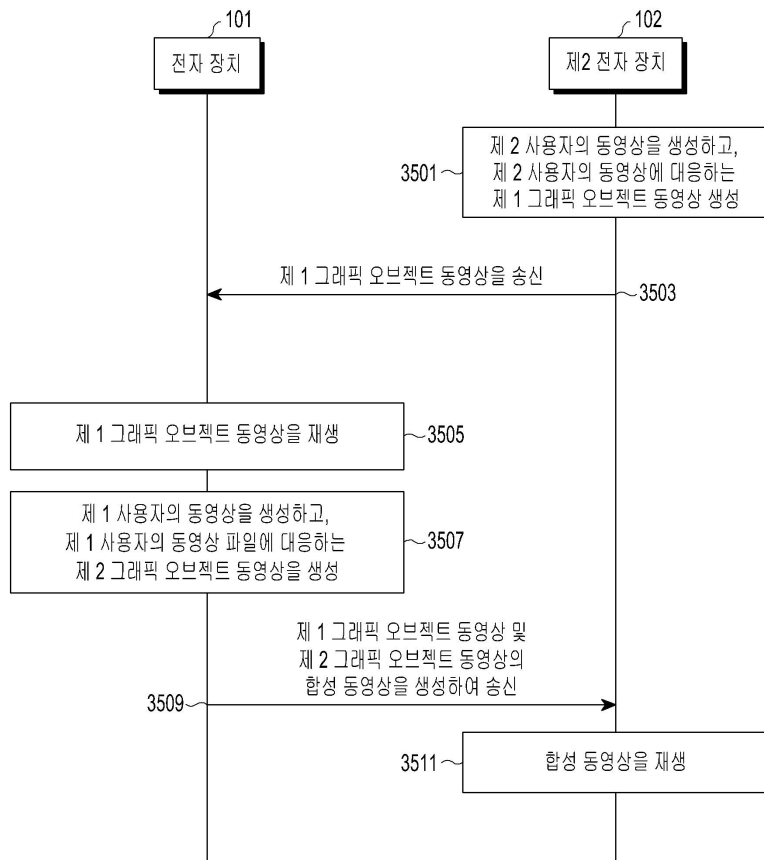 101
102
전자 장치
제2 전자 장치
제 2 사용자의 동영상을 생성하고,
제 2 사용자의 동영상에 대응하는
제 1 그래픽 오브젝트 동영상 생성
3501
제 1 그래픽 오브젝트 동영상을 송신
3503
제 1 그래픽 오브젝트 동영상을 재생
3505
제 1 사용자의 동영상을 생성하고,
제 1 사용자의 동영상 파일에 대응하는
제 2 그래픽 오브젝트 동영상을 생성
3507
제 1 그래픽 오브젝트 동영상 및
제 2 그래픽 오브젝트 동영상의
합성 동영상을 생성하여 송신
3509
3511
합성 동영상을 재생